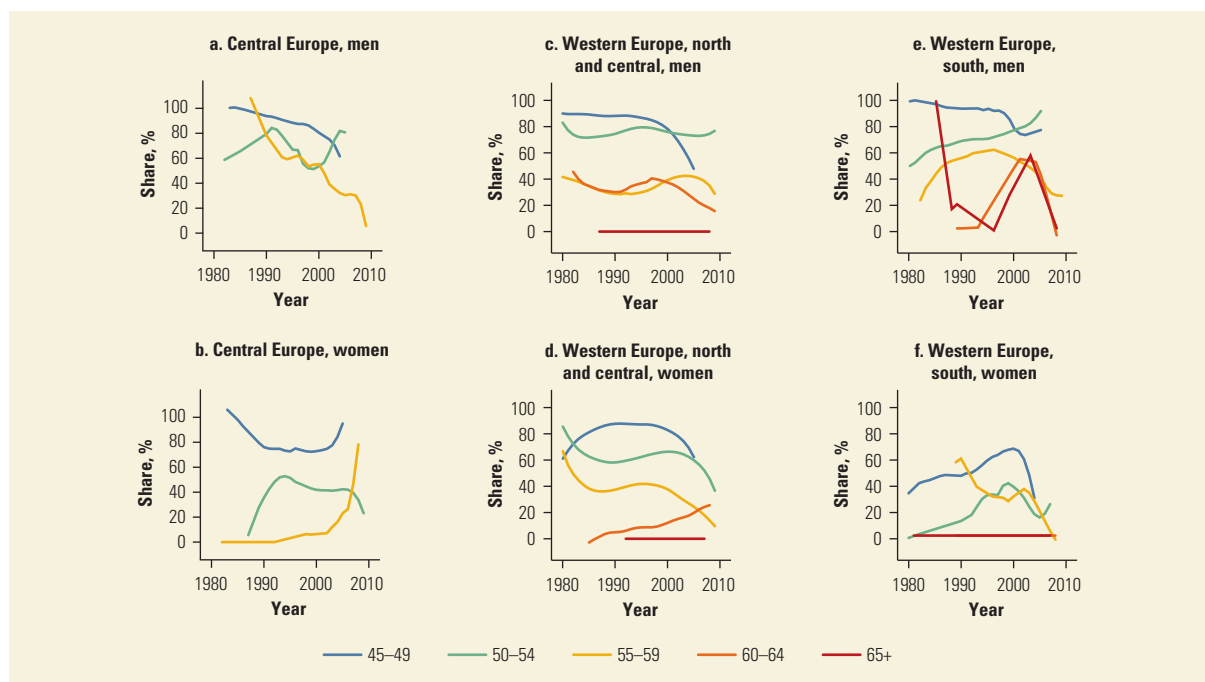 a. Central Europe, men
Share, %
100
80
60
40
20
0
1980 1990 2000 2010
Year
c. Western Europe, north
and central, men
Share, %
100
80
60
40
20
0
1980 1990 2000 2010
Year
e. Western Europe,
south, men
Share, %
100
80
60
40
20
0
1980 1990 2000 2010
Year
b. Central Europe, women
Share, %
100
80
60
40
20
0
1980 1990 2000 2010
Year
d. Western Europe, north
and central, women
Share, %
100
80
60
40
20
0
1980 1990 2000 2010
Year
f. Western Europe,
south, women
Share, %
100
80
60
40
20
0
1980 1990 2000 2010
Year
45–49 50–54 55–59 60–64 65+